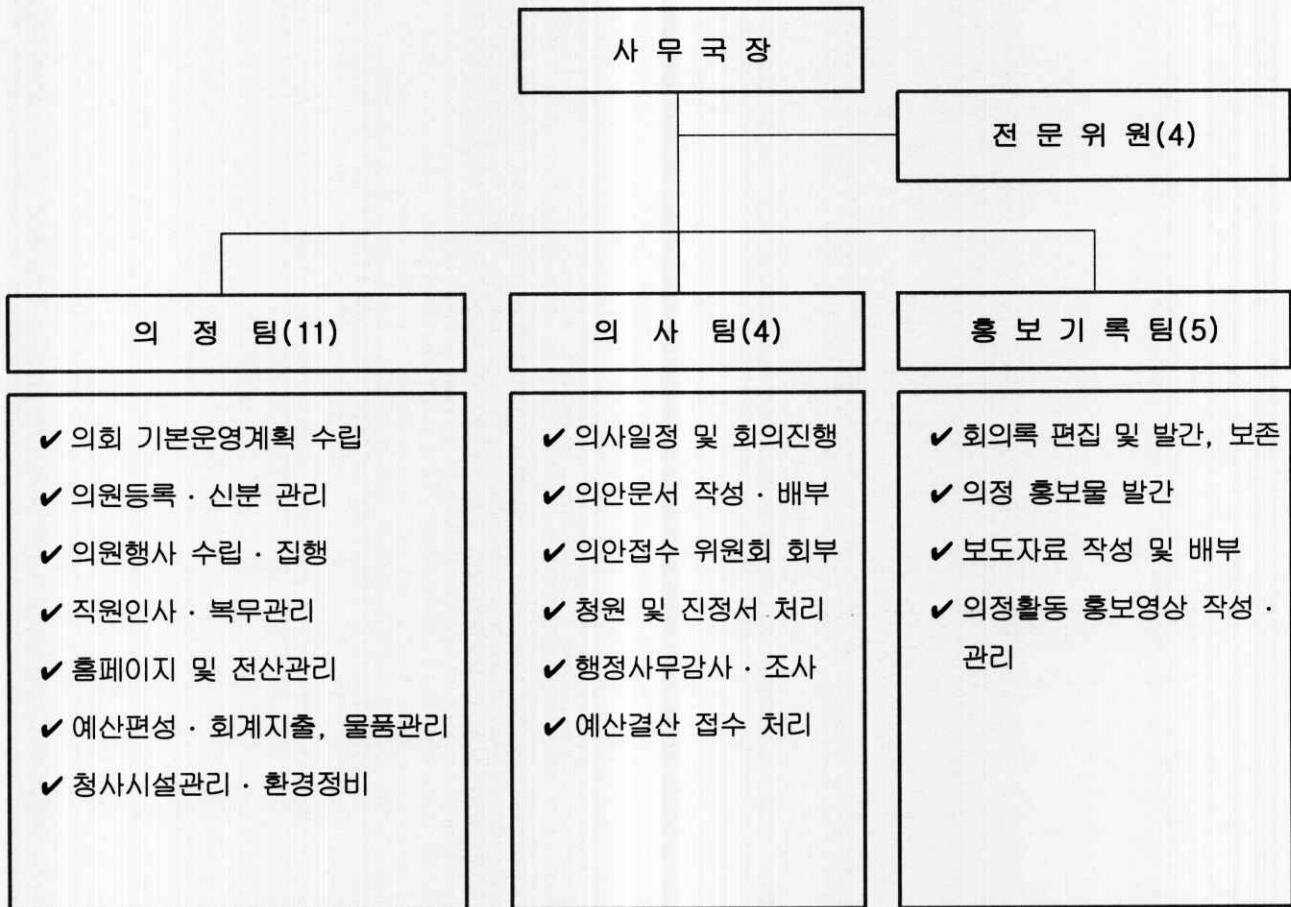 사 무 국 장
전 문 위 원(4)
의 정 팀(11)
✔ 의회 기본운영계획 수립
✔ 의원등록 · 신분 관리
✔ 의원행사 수립 · 집행
✔ 직원인사 · 복무관리
✔ 홈페이지 및 전산관리
✔ 예산편성 · 회계지출, 물품관리
✔ 청사시설관리 · 환경정비
의 사 팀(4)
✔ 의사일정 및 회의진행
✔ 의안문서 작성 · 배부
✔ 의안접수 위원회 회부
✔ 청원 및 진정서 처리
✔ 행정사무감사 · 조사
✔ 예산결산 접수 처리
홍 보 기 록 팀(5)
✔ 회의록 편집 및 발간, 보존
✔ 의정 홍보물 발간
✔ 보도자료 작성 및 배부
✔ 의정활동 홍보영상 작성 ·
관리